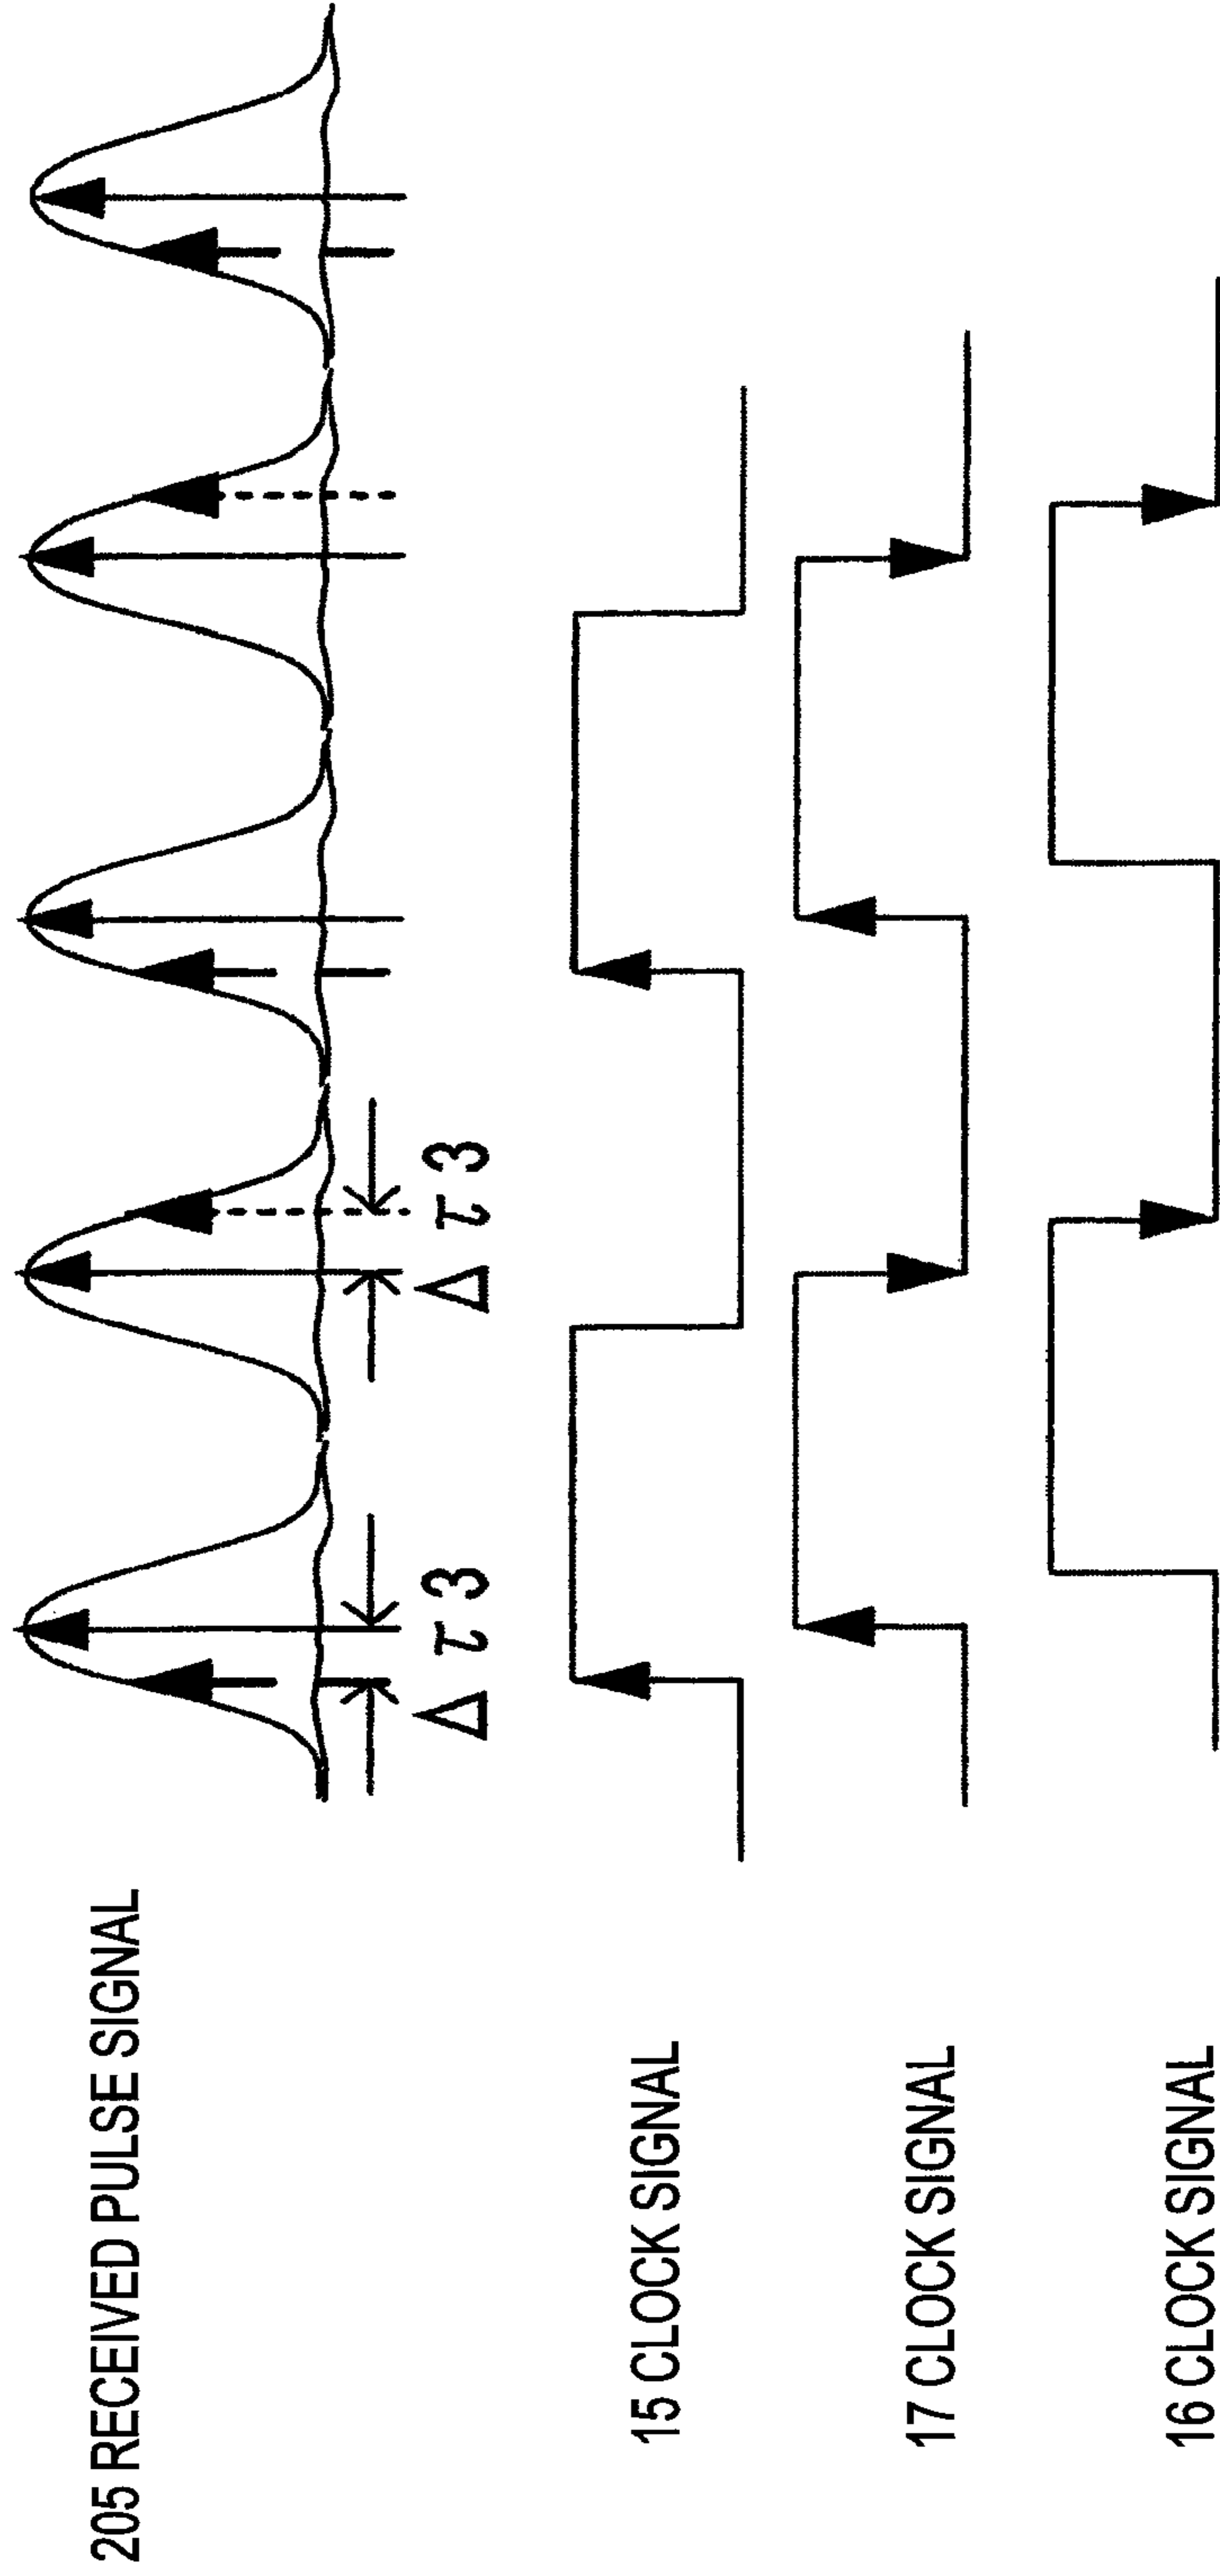 205 RECEIVED PULSE SIGNAL
Δτ3
Δτ3
15 CLOCK SIGNAL
17 CLOCK SIGNAL
16 CLOCK SIGNAL